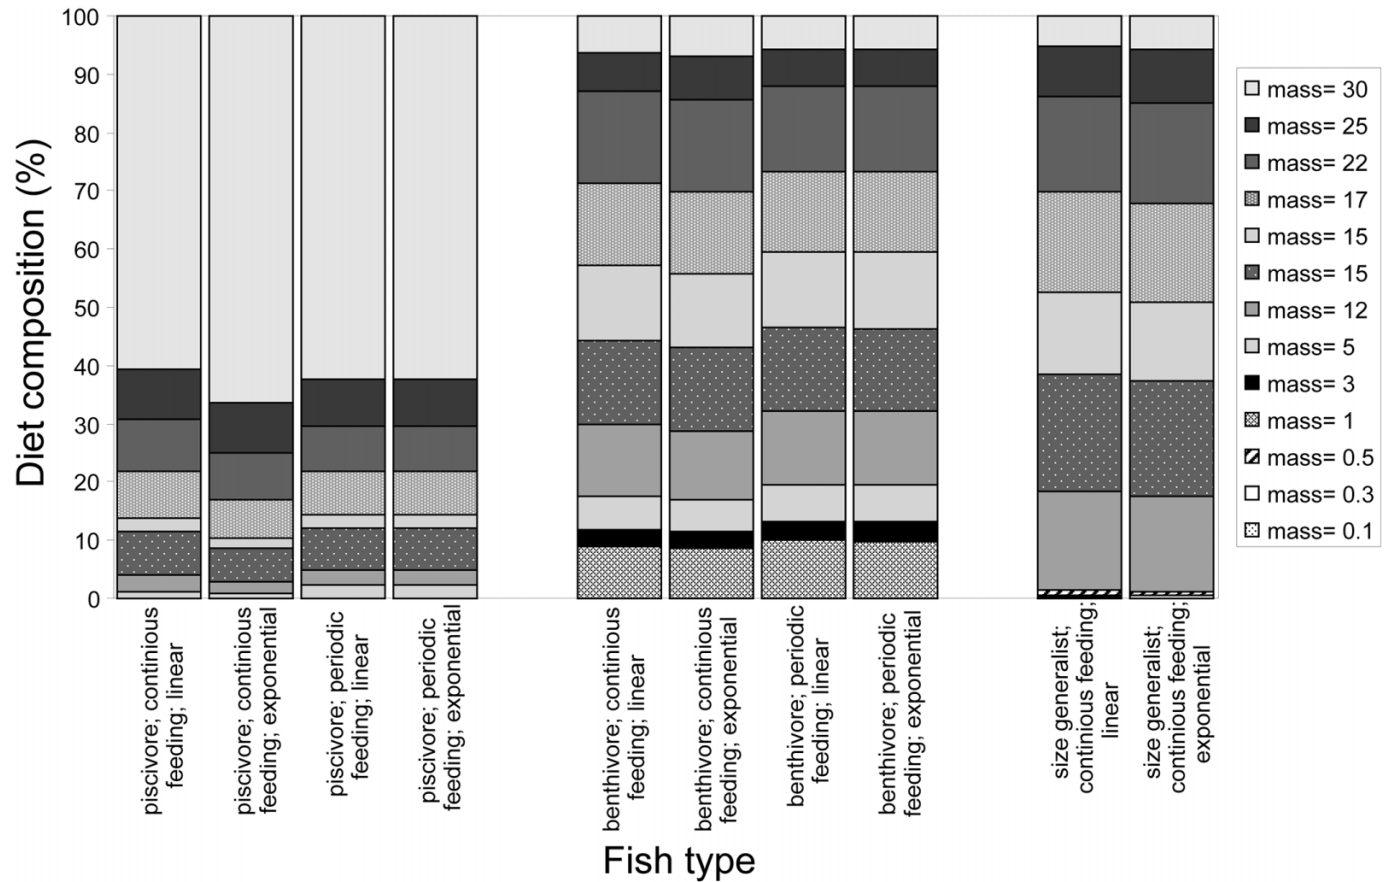 100
90
80
70
60
50
40
30
20
10
0
Diet composition (%)
piscivore; continious
feeding; linear
piscivore; continious
feeding; exponential
piscivore; periodic
feeding; linear
piscivore; periodic
feeding; exponential
benthivore; continious
feeding; linear
benthivore; continious
feeding; exponential
benthivore; periodic
feeding; linear
benthivore; periodic
feeding; exponential
size generalist;
continious feeding;
linear
size generalist;
continious feeding;
exponential
Fish type
mass= 30
mass= 25
mass= 22
mass= 17
mass= 15
mass= 15
mass= 12
mass= 5
mass= 3
mass= 1
mass= 0.5
mass= 0.3
mass= 0.1